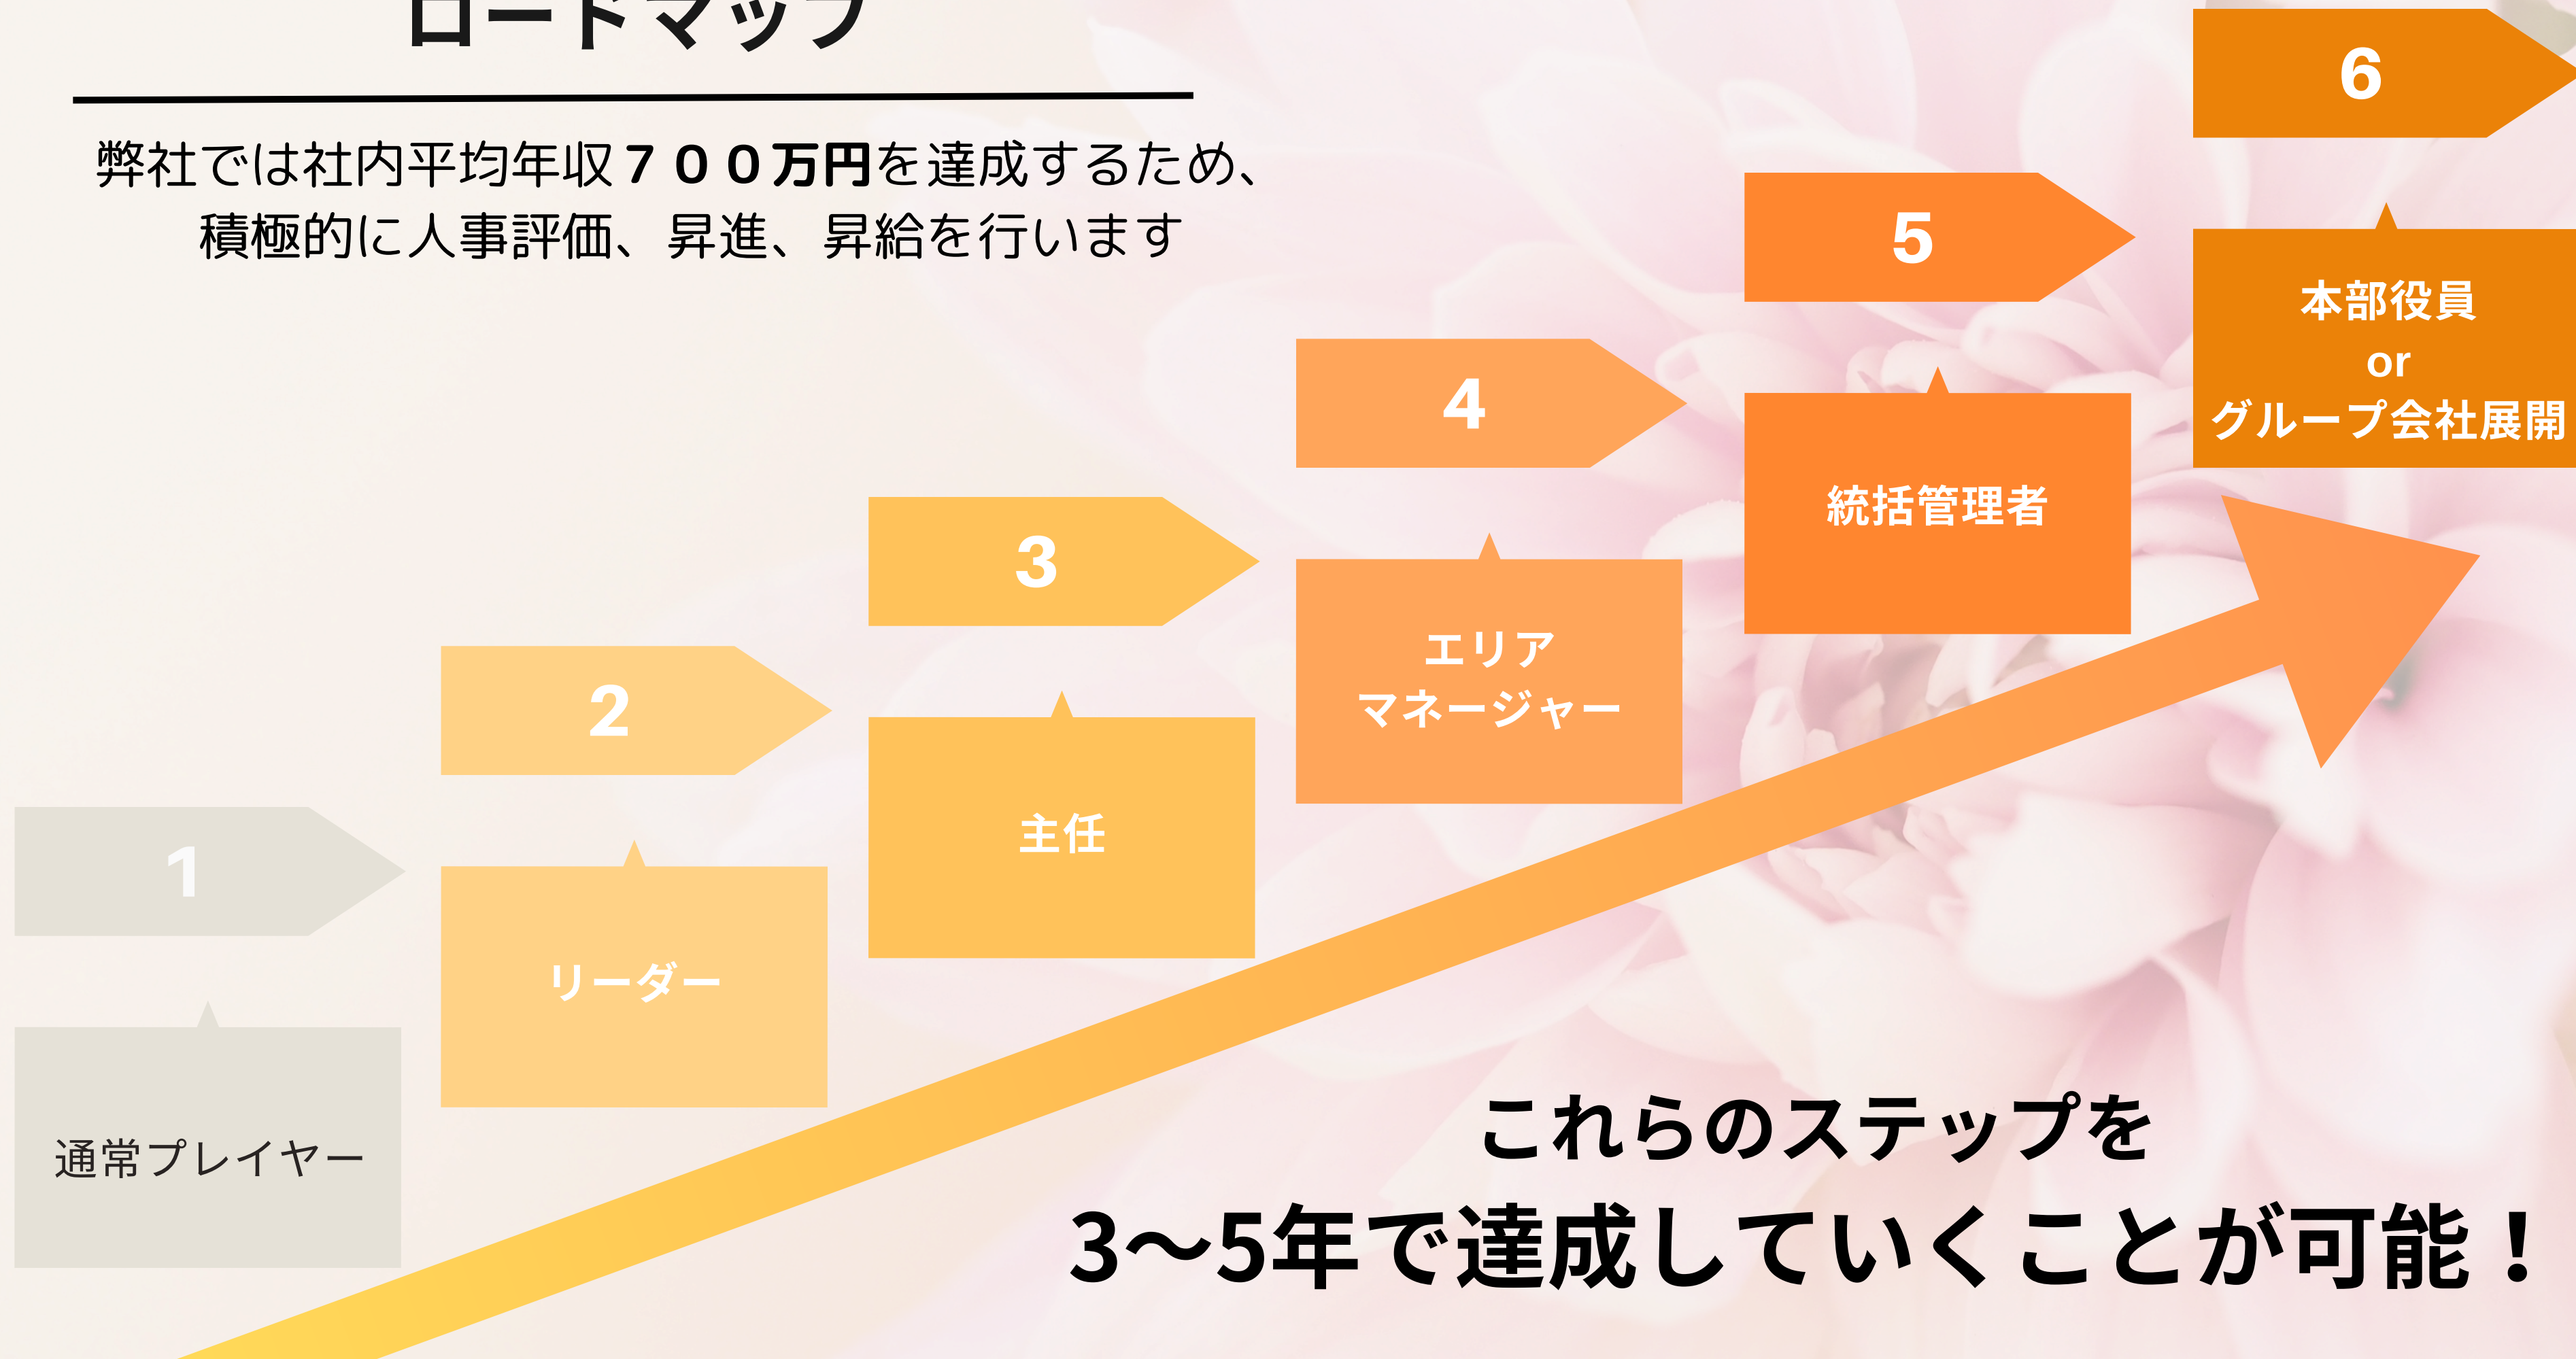 ロードマップ
弊社では社内平均年収７００万円を達成するため、
積極的に人事評価、昇進、昇給を行います
1
通常プレイヤー
2
リーダー
3
主任
4
エリア
マネージャー
5
統括管理者
6
本部役員
or
グループ会社展開
これらのステップを
3～5年で達成していくことが可能！